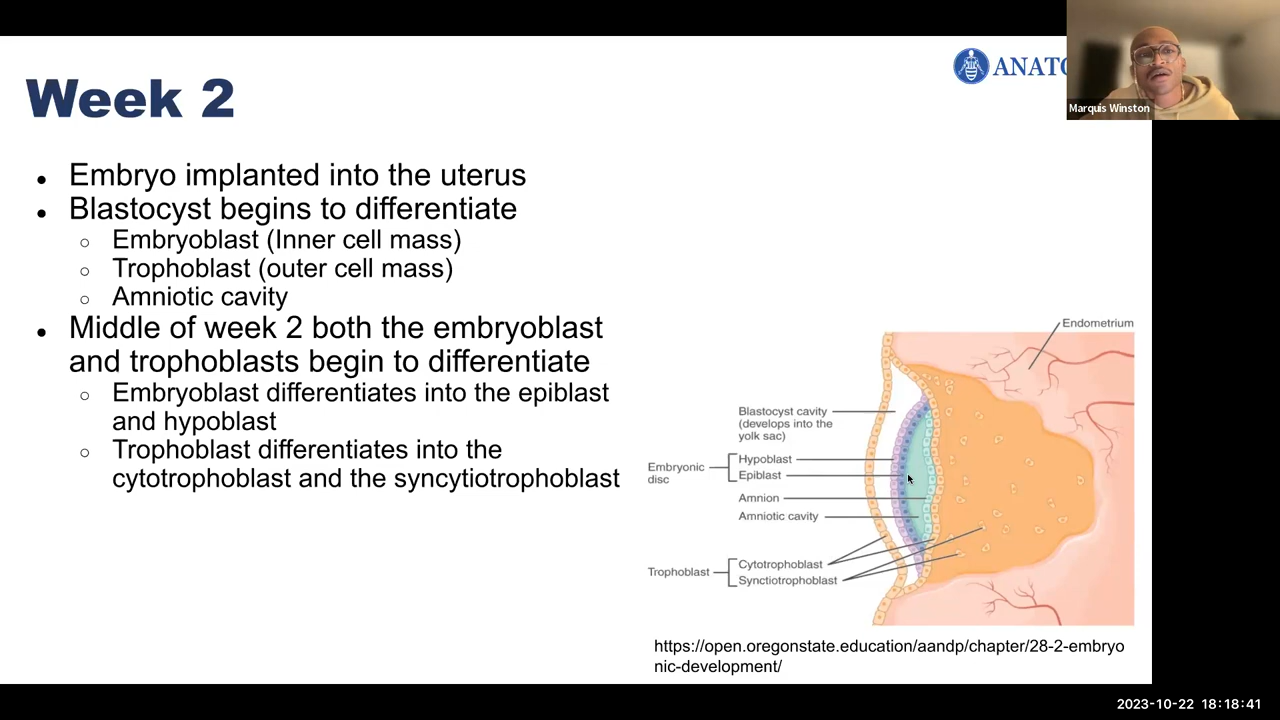 Week 2
ANATO
Marquis Winston
• Embryo implanted into the uterus
• Blastocyst begins to differentiate
○ Embryoblast (Inner cell mass)
○ Trophoblast (outer cell mass)
○ Amniotic cavity
• Middle of week 2 both the embryoblast
and trophoblasts begin to differentiate
○ Embryoblast differentiates into the epiblast
and hypoblast
○ Trophoblast differentiates into the
cytotrophoblast and the syncytiotrophoblast
Endometrium
Blastocyst cavity
(develops into the
yolk sac)
Embryonic
disc
Hypoblast
Epiblast
Amnion
Amniotic cavity
Trophoblast
Cytotrophoblast
Synctiotrophoblast
https://open.oregonstate.education/aandp/chapter/28-2-embryo
nic-development/
2023-10-22 18:18:41